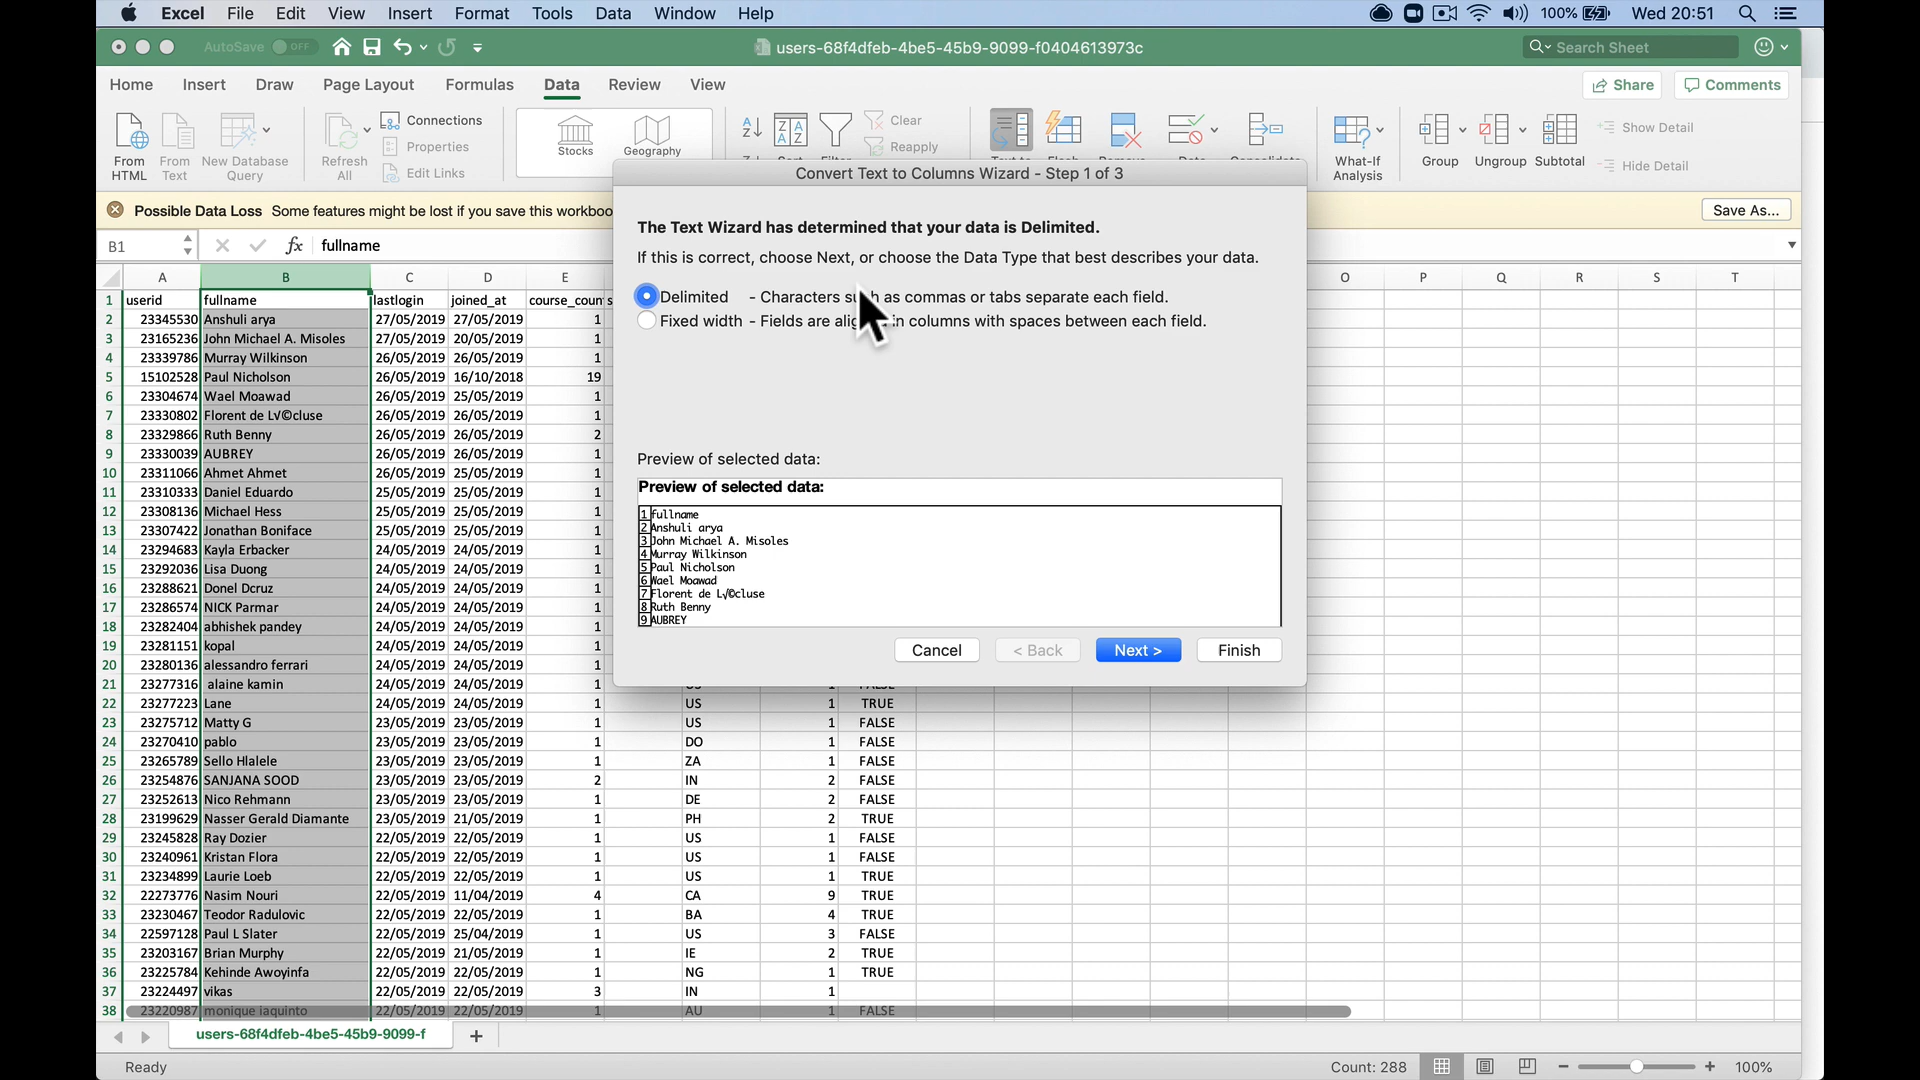 Excel File Edit View Insert Format Tools Data Window Help 100% Wed 20:51
AutoSave OFF users-68f4dfeb-4be5-45b9-9099-f0404613973c Search Sheet
Home Insert Draw Page Layout Formulas Data Review View Share Comments
From HTML
From Text
New Database Query
Refresh All
Connections
Properties
Edit Links
Stocks
Geography
Clear
Reapply
What-If Analysis
Group
Ungroup
Subtotal
Show Detail
Hide Detail
Possible Data Loss Some features might be lost if you save this workboo
Save As...
B1 fx fullname
A B C D E O P Q R S T
1 userid fullname lastlogin joined_at course_coun
2 23345530 Anshuli arya 27/05/2019 27/05/2019 1
3 23165236 John Michael A. Misoles 27/05/2019 20/05/2019 1
4 23339786 Murray Wilkinson 26/05/2019 26/05/2019 1
5 15102528 Paul Nicholson 26/05/2019 16/10/2018 19
6 23304674 Wael Moawad 26/05/2019 25/05/2019 1
7 23330802 Florent de L√©cluse 26/05/2019 26/05/2019 1
8 23329866 Ruth Benny 26/05/2019 26/05/2019 2
9 23330039 AUBREY 26/05/2019 26/05/2019 1
10 23311066 Ahmet Ahmet 26/05/2019 25/05/2019 1
11 23310333 Daniel Eduardo 25/05/2019 25/05/2019 1
12 23308136 Michael Hess 25/05/2019 25/05/2019 1
13 23307422 Jonathan Boniface 25/05/2019 25/05/2019 1
14 23294683 Kayla Erbacker 24/05/2019 24/05/2019 1
15 23292036 Lisa Duong 24/05/2019 24/05/2019 1
16 23288621 Donel Dcruz 24/05/2019 24/05/2019 1
17 23286574 NICK Parmar 24/05/2019 24/05/2019 1
18 23282404 abhishek pandey 24/05/2019 24/05/2019 1
19 23281151 kopal 24/05/2019 24/05/2019 1
20 23280136 alessandro ferrari 24/05/2019 24/05/2019 1
21 23277316 alaine kamin 24/05/2019 24/05/2019 1
22 23277223 Lane 24/05/2019 24/05/2019 1 US 1 TRUE
23 23275712 Matty G 23/05/2019 23/05/2019 1 US 1 FALSE
24 23270410 pablo 23/05/2019 23/05/2019 1 DO 1 FALSE
25 23265789 Sello Hlalele 23/05/2019 23/05/2019 1 ZA 1 FALSE
26 23254876 SANJANA SOOD 23/05/2019 23/05/2019 2 IN 2 FALSE
27 23252613 Nico Rehmann 23/05/2019 23/05/2019 1 DE 2 FALSE
28 23199629 Nasser Gerald Diamante 23/05/2019 21/05/2019 1 PH 2 TRUE
29 23245828 Ray Dozier 22/05/2019 22/05/2019 1 US 1 FALSE
30 23240961 Kristan Flora 22/05/2019 22/05/2019 1 US 1 FALSE
31 23234899 Laurie Loeb 22/05/2019 22/05/2019 1 US 1 TRUE
32 22273776 Nasim Nouri 22/05/2019 11/04/2019 4 CA 9 TRUE
33 23230467 Teodor Radulovic 22/05/2019 22/05/2019 1 BA 4 TRUE
34 22597128 Paul L Slater 22/05/2019 25/04/2019 1 US 3 FALSE
35 23203167 Brian Murphy 22/05/2019 21/05/2019 1 IE 2 TRUE
36 23225784 Kehinde Awoyinfa 22/05/2019 22/05/2019 1 NG 1 TRUE
37 23224497 vikas 22/05/2019 22/05/2019 3 IN 1
38 23220987 monique iaquinto 22/05/2019 22/05/2019 1 AU 1 FALSE
Convert Text to Columns Wizard - Step 1 of 3
The Text Wizard has determined that your data is Delimited.
If this is correct, choose Next, or choose the Data Type that best describes your data.
Delimited - Characters such as commas or tabs separate each field.
Fixed width - Fields are aligned in columns with spaces between each field.
Preview of selected data:
Preview of selected data:
1 fullname
2 Anshuli arya
3 John Michael A. Misoles
4 Murray Wilkinson
5 Paul Nicholson
6 Wael Moawad
7 Florent de L√©cluse
8 Ruth Benny
9 AUBREY
Cancel < Back Next > Finish
users-68f4dfeb-4be5-45b9-9099-f +
Ready Count: 288 100%